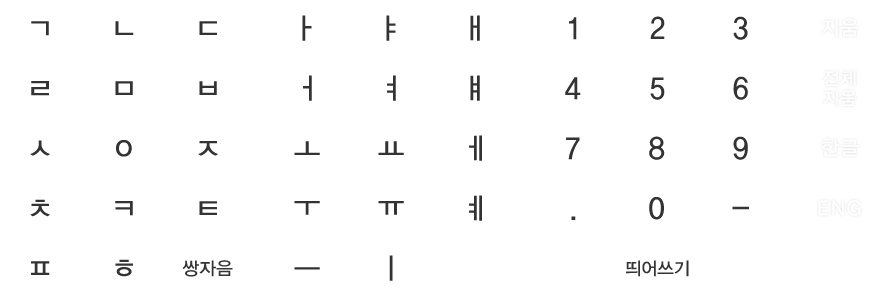 ㄱ ㄴ ㄷ ㅏ ㅑ ㅐ 1 2 3 지움
ㄹ ㅁ ㅂ ㅓ ㅕ ㅒ 4 5 6 전체
지움
ㅅ ㅇ ㅈ ㅗ ㅛ ㅔ 7 8 9 한글
ㅊ ㅋ ㅌ ㅜ ㅠ ㅖ . 0 – ENG
ㅍ ㅎ 쌍자음 ㅡ ㅣ 띄어쓰기